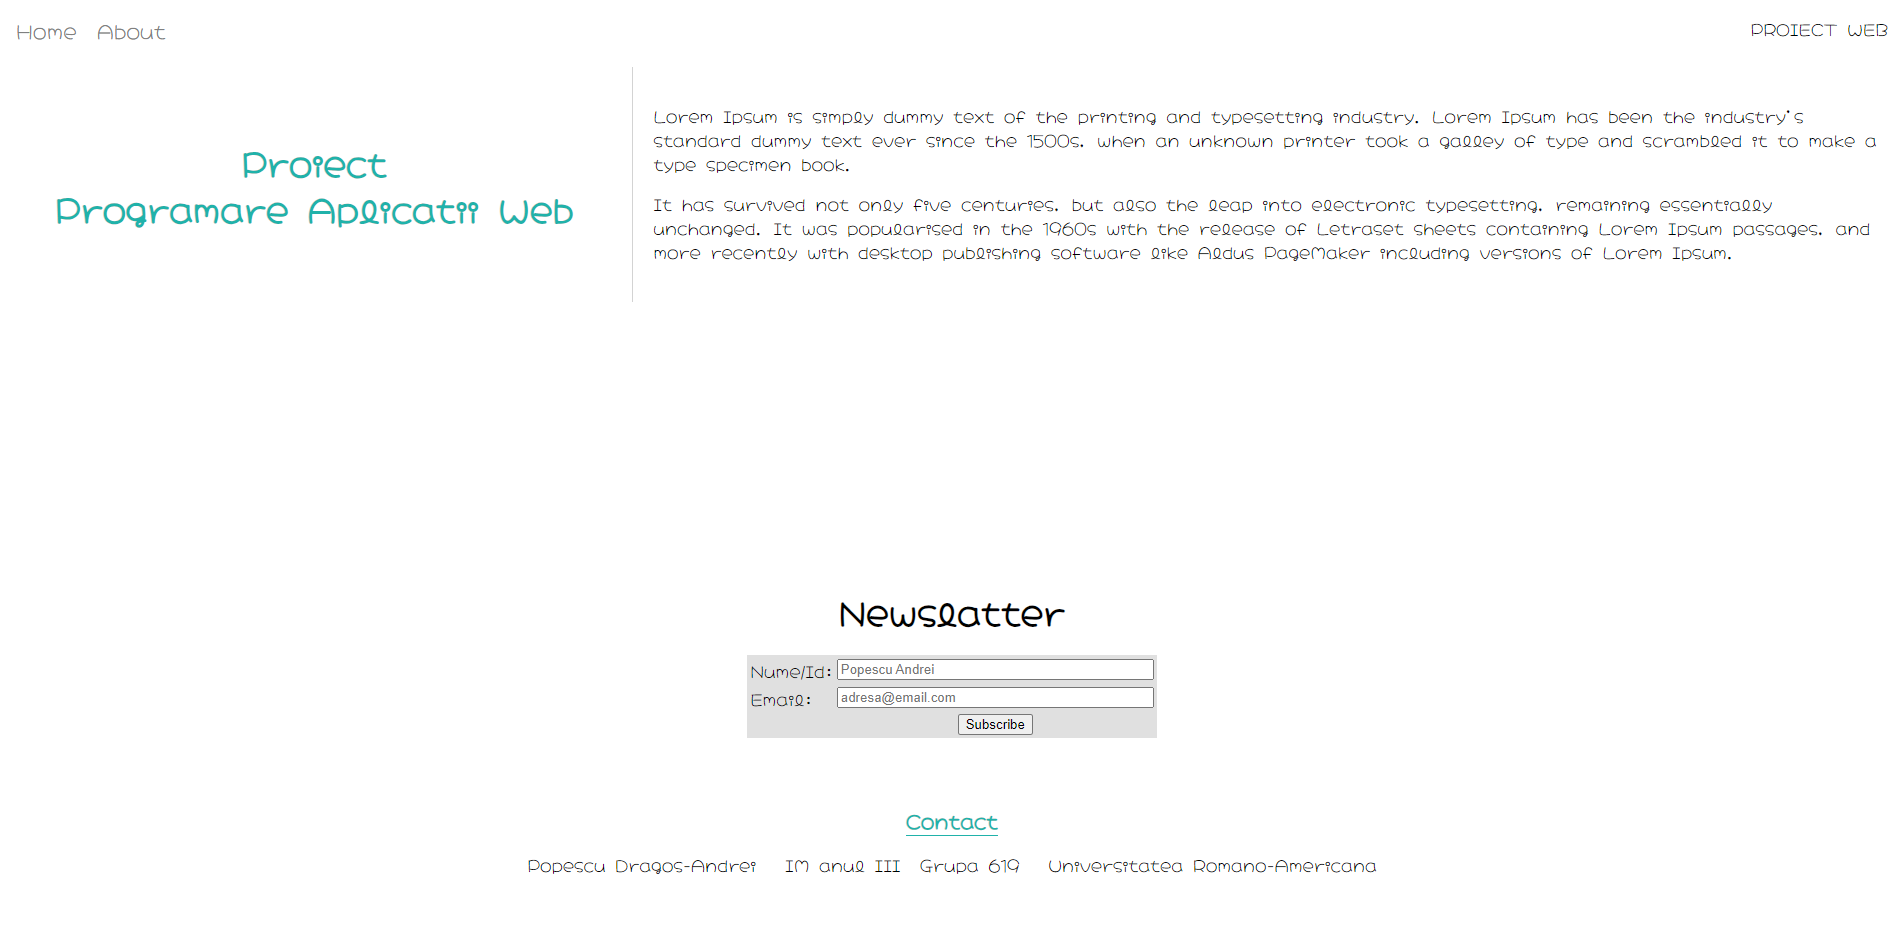 Home About
PROIECT WEB
Proiect
Programare Aplicatii Web
Lorem Ipsum is simply dummy text of the printing and typesetting industry. Lorem Ipsum has been the industry's
standard dummy text ever since the 1500s, when an unknown printer took a galley of type and scrambled it to make a
type specimen book.
It has survived not only five centuries, but also the leap into electronic typesetting, remaining essentially
unchanged. It was popularised in the 1960s with the release of Letraset sheets containing Lorem Ipsum passages, and
more recently with desktop publishing software like Aldus PageMaker including versions of Lorem Ipsum.
Newslatter
Nume/Id: Popescu Andrei
Email: adresa@email.com
Subscribe
Contact
Popescu Dragos-Andrei IM anul III Grupa 619 Universitatea Romano-Americana